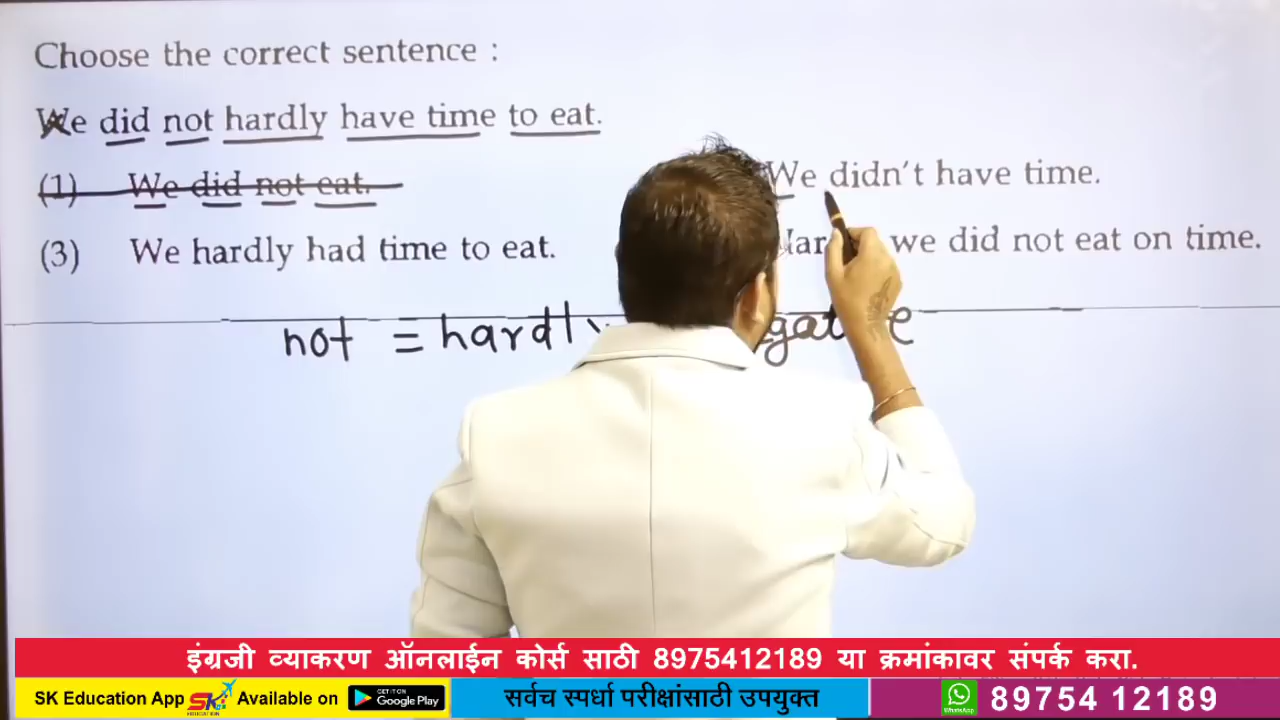 Choose the correct sentence :
We did not hardly have time to eat.
(1) We did not eat.
We didn't have time.
(3) We hardly had time to eat.
we did not eat on time.
not = hardly
इंग्रजी व्याकरण ऑनलाईन कोर्स साठी 8975412189 या क्रमांकावर संपर्क करा.
SK Education App SK EDUCATION Available on GET IT ON Google Play
सर्वच स्पर्धा परीक्षांसाठी उपयुक्त
WhatsApp 89754 12189